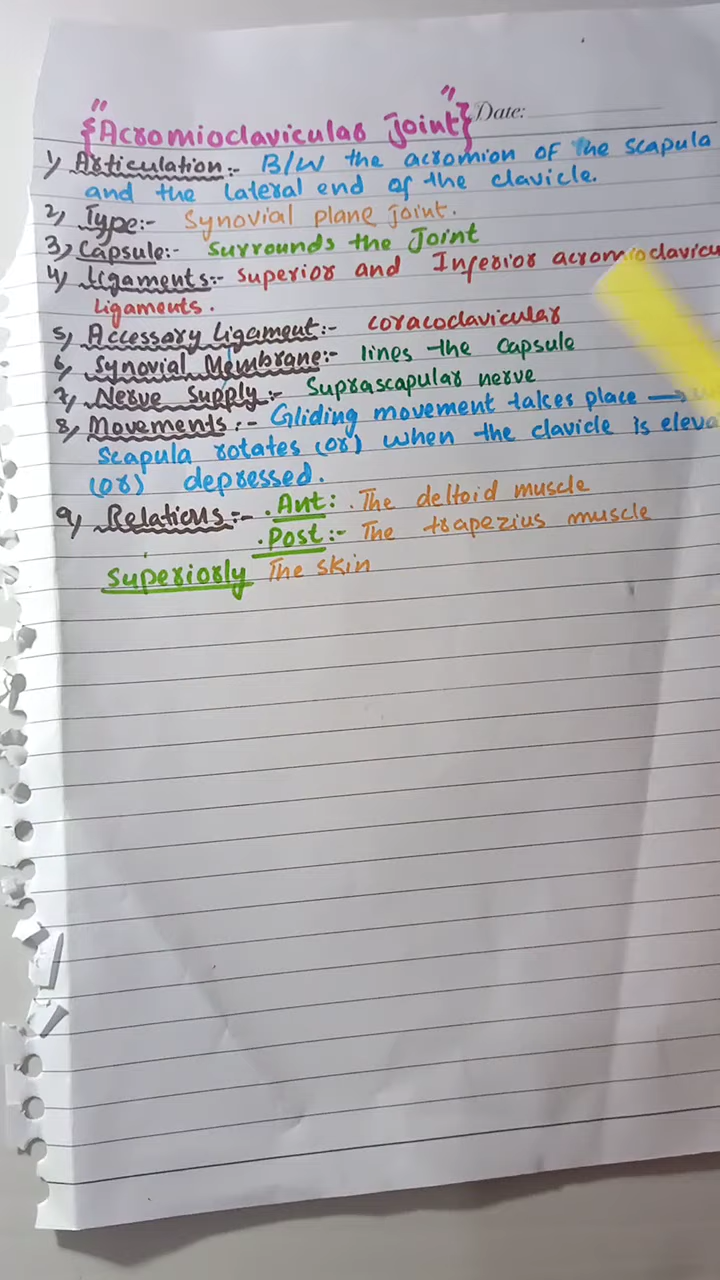 "{Acromioclavicular joint"} Date:
1) Articulation:- B/W the acromion of the scapula
and the lateral end of the clavicle.
2) Type:- Synovial plane joint.
3) Capsule:- Surrounds the Joint
4) Ligaments:- superior and Inferior acromioclavicu
Ligaments.
5) Accessory Ligament:- coracoclavicular
6) Synovial Membrane:- lines the capsule
7) Nerve Supply:- Suprascapular nerve
8) Movements:- Gliding movement takes place →
scapula rotates (or) when the clavicle is eleva
(or) depressed.
9) Relations:- . Ant: . The deltoid muscle
. Post:- The trapezius muscle
superiorly The skin